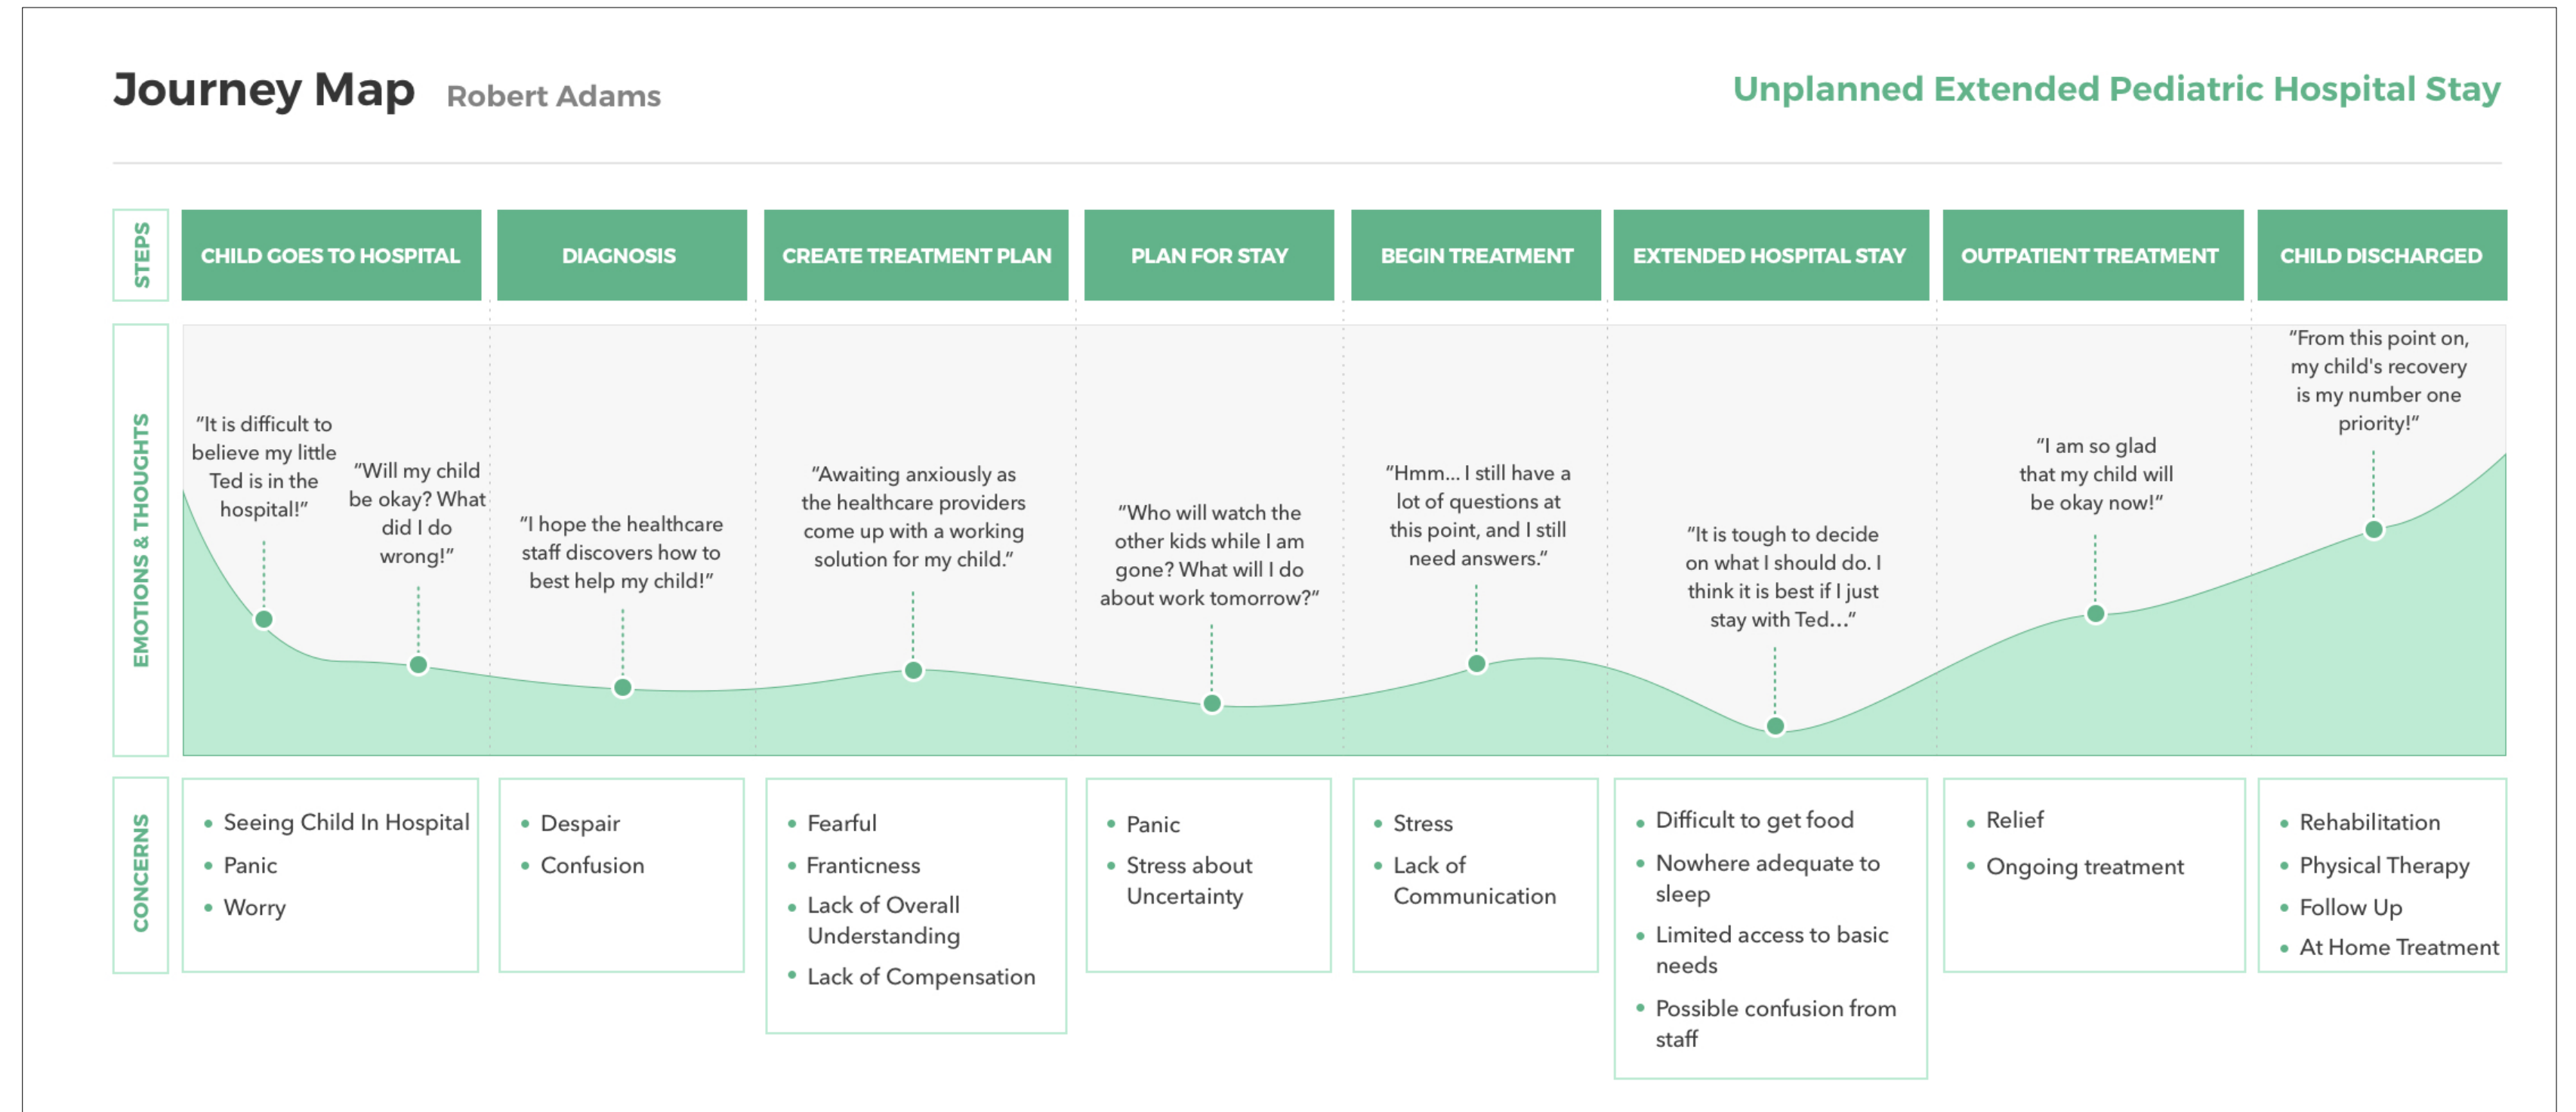 Journey Map
Robert Adams
Unplanned Extended Pediatric Hospital Stay
STEPS
CHILD GOES TO HOSPITAL
DIAGNOSIS
CREATE TREATMENT PLAN
PLAN FOR STAY
BEGIN TREATMENT
EXTENDED HOSPITAL STAY
OUTPATIENT TREATMENT
CHILD DISCHARGED
EMOTIONS & THOUGHTS
“It is difficult to
believe my little
Ted is in the
hospital!”
“Will my child
be okay? What
did I do
wrong!”
“I hope the healthcare
staff discovers how to
best help my child!”
“Awaiting anxiously as
the healthcare providers
come up with a working
solution for my child.”
“Who will watch the
other kids while I am
gone? What will I do
about work tomorrow?“
“Hmm... I still have a
lot of questions at
this point, and I still
need answers.“
“It is tough to decide
on what I should do. I
think it is best if I just
stay with Ted...“
“I am so glad
that my child will
be okay now!“
“From this point on,
my child's recovery
is my number one
priority!“
CONCERNS
• Seeing Child In Hospital
• Panic
• Worry
• Despair
• Confusion
• Fearful
• Franticness
• Lack of Overall
Understanding
• Lack of Compensation
• Panic
• Stress about
Uncertainty
• Stress
• Lack of
Communication
• Difficult to get food
• Nowhere adequate to
sleep
• Limited access to basic
needs
• Possible confusion from
staff
• Relief
• Ongoing treatment
• Rehabilitation
• Physical Therapy
• Follow Up
• At Home Treatment